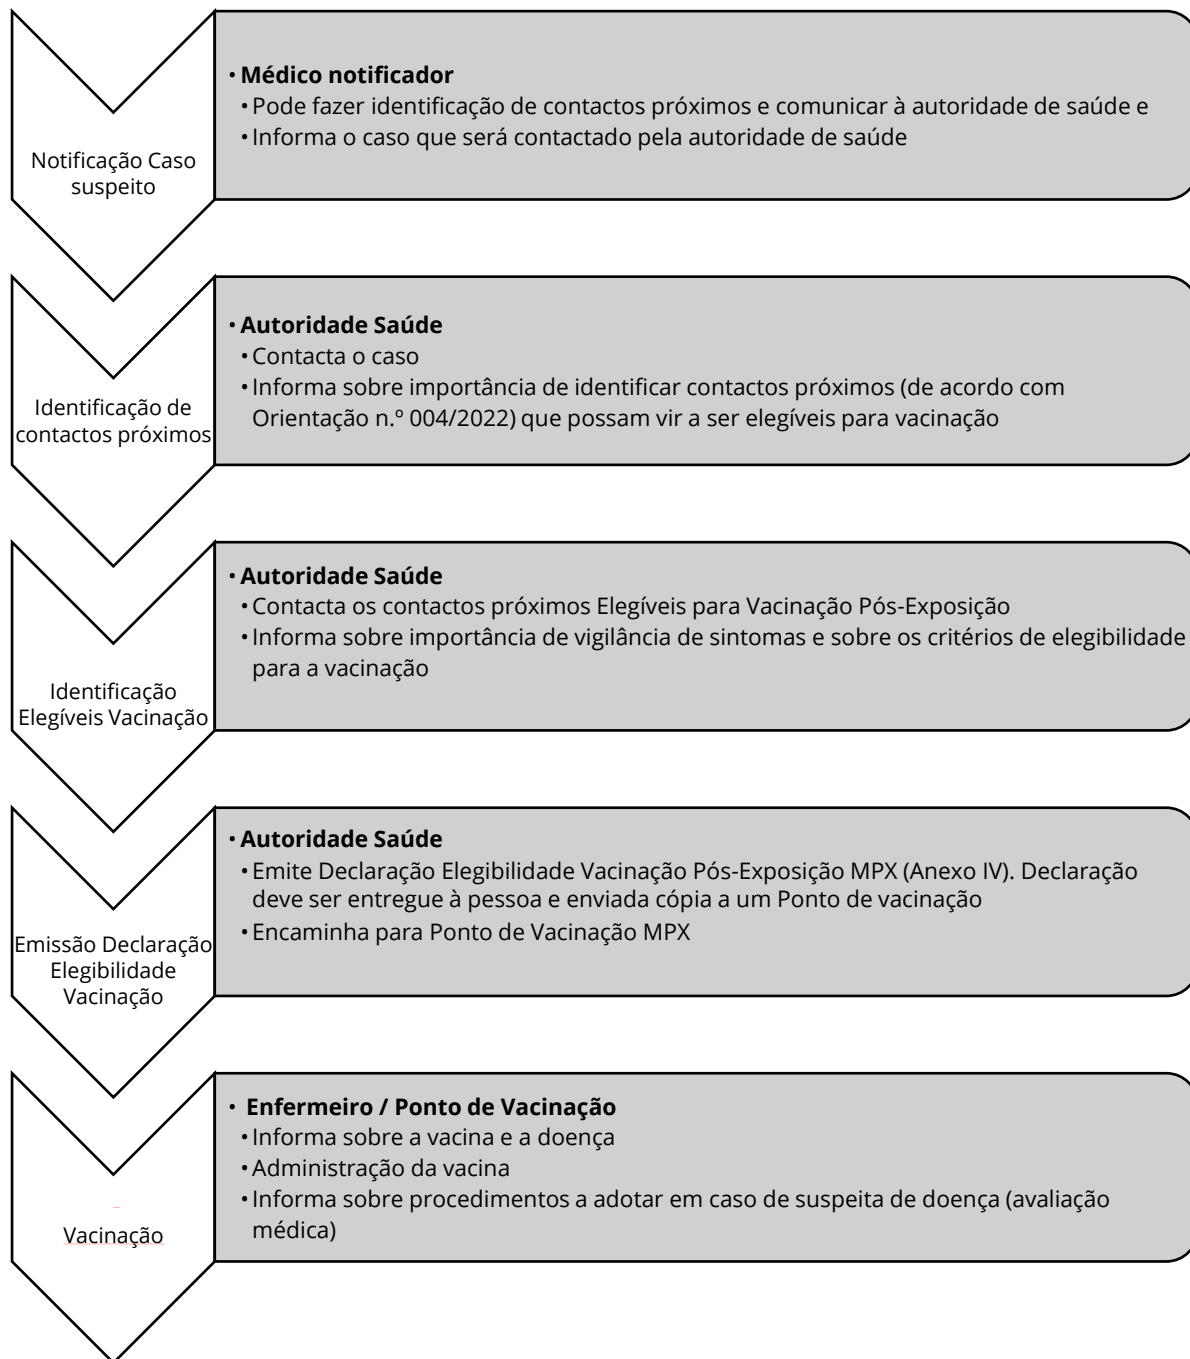 Notificação Caso
suspeito
• Médico notificador
• Pode fazer identificação de contactos próximos e comunicar à autoridade de saúde e
• Informa o caso que será contactado pela autoridade de saúde
Identificação de
contactos próximos
• Autoridade Saúde
• Contacta o caso
• Informa sobre importância de identificar contactos próximos (de acordo com
Orientação n.º 004/2022) que possam vir a ser elegíveis para vacinação
Identificação
Elegíveis Vacinação
• Autoridade Saúde
• Contacta os contactos próximos Elegíveis para Vacinação Pós-Exposição
• Informa sobre importância de vigilância de sintomas e sobre os critérios de elegibilidade
para a vacinação
Emissão Declaração
Elegibilidade
Vacinação
• Autoridade Saúde
• Emite Declaração Elegibilidade Vacinação Pós-Exposição MPX (Anexo IV). Declaração
deve ser entregue à pessoa e enviada cópia a um Ponto de vacinação
• Encaminha para Ponto de Vacinação MPX
Vacinação
• Enfermeiro / Ponto de Vacinação
• Informa sobre a vacina e a doença
• Administração da vacina
• Informa sobre procedimentos a adotar em caso de suspeita de doença (avaliação
médica)